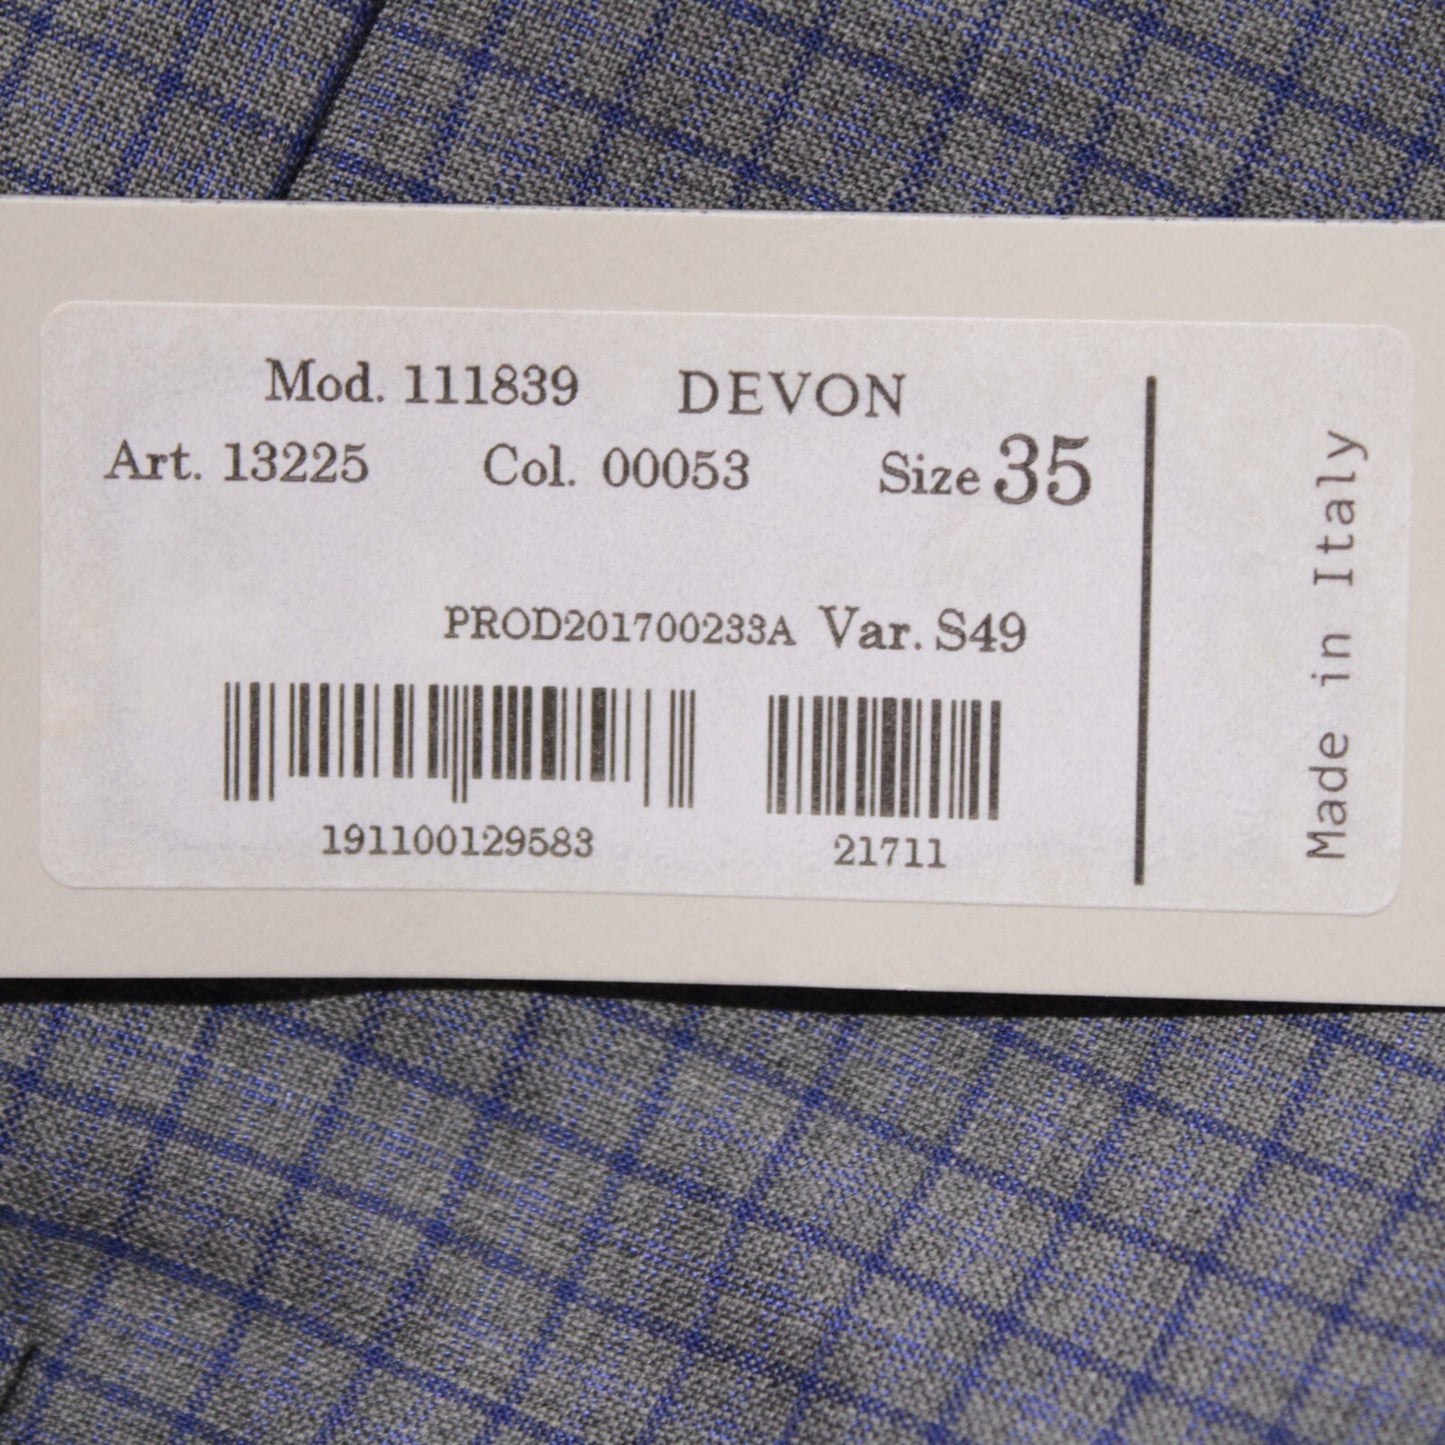 Mod. 111839 DEVON
Art. 13225 Col. 00053 Size 35
PROD201700233A Var. S49
191100129583 21711
Made in Italy